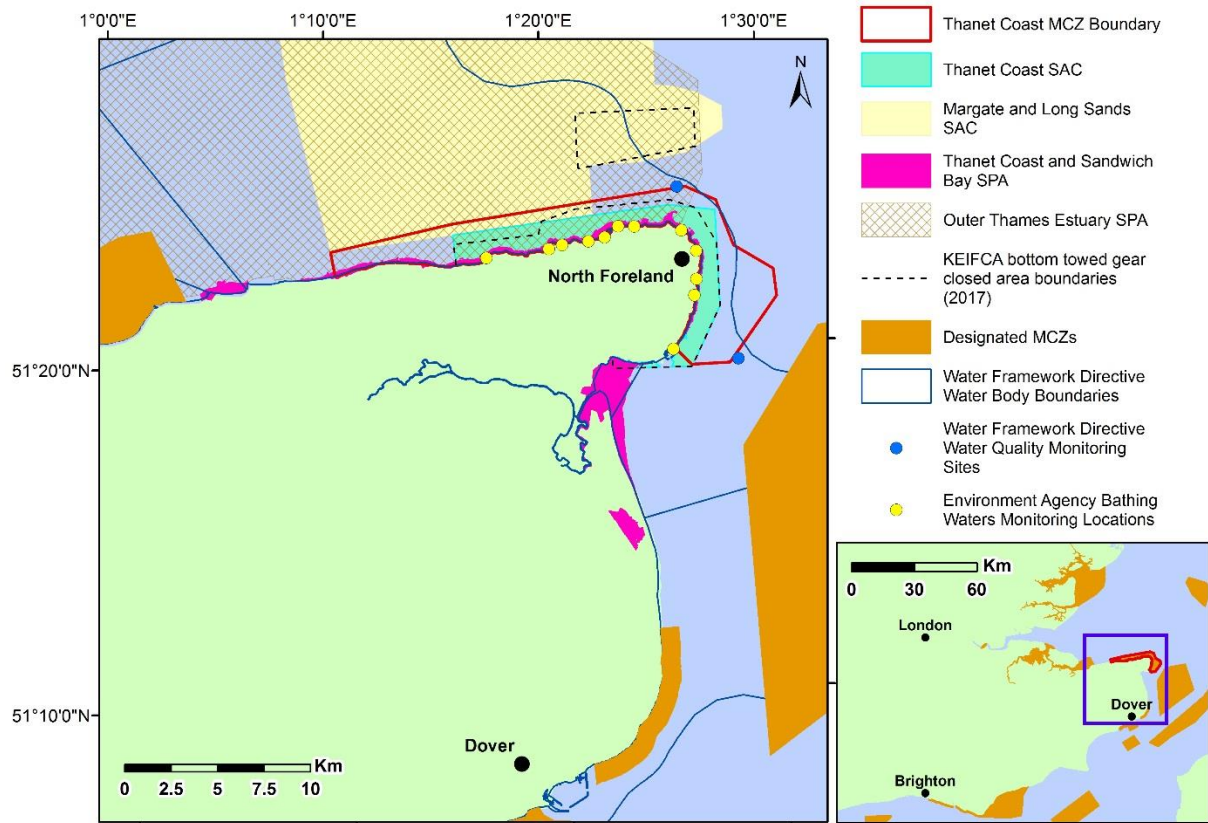 1°0'0"E
1°10'0"E
1°20'0"E
1°30'0"E
N
North Foreland
51°20'0"N
51°10'0"N
Dover
Km
0 2.5 5 7.5 10
Thanet Coast MCZ Boundary
Thanet Coast SAC
Margate and Long Sands
SAC
Thanet Coast and Sandwich
Bay SPA
Outer Thames Estuary SPA
KEIFCA bottom towed gear
closed area boundaries
(2017)
Designated MCZs
Water Framework Directive
Water Body Boundaries
Water Framework Directive
Water Quality Monitoring
Sites
Environment Agency Bathing
Waters Monitoring Locations
Km
0 30 60
London
Dover
Brighton